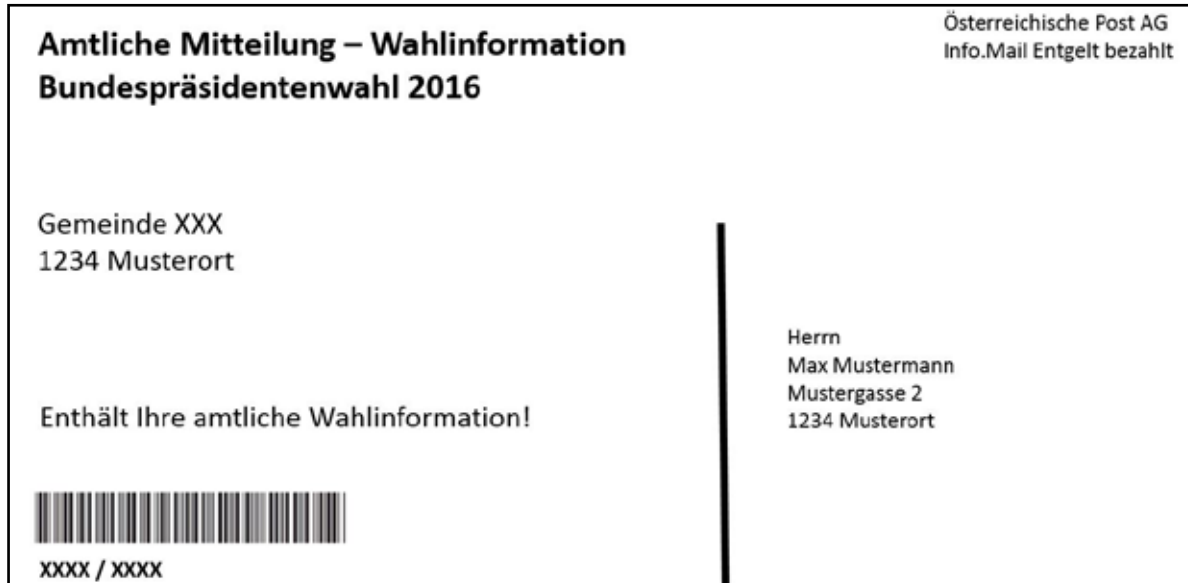 Amtliche Mitteilung – Wahlinformation
Bundespräsidentenwahl 2016
Österreichische Post AG
Info.Mail Entgelt bezahlt
Gemeinde XXX
1234 Musterort
Herrn
Max Mustermann
Mustergasse 2
1234 Musterort
Enthält Ihre amtliche Wahlinformation!
XXXX / XXXX